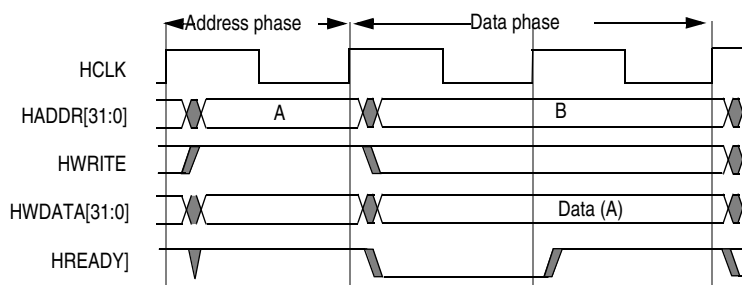 Address phase
Data phase
HCLK
HADDR[31:0]
A
B
HWRITE
HWDATA[31:0]
Data (A)
HREADY]